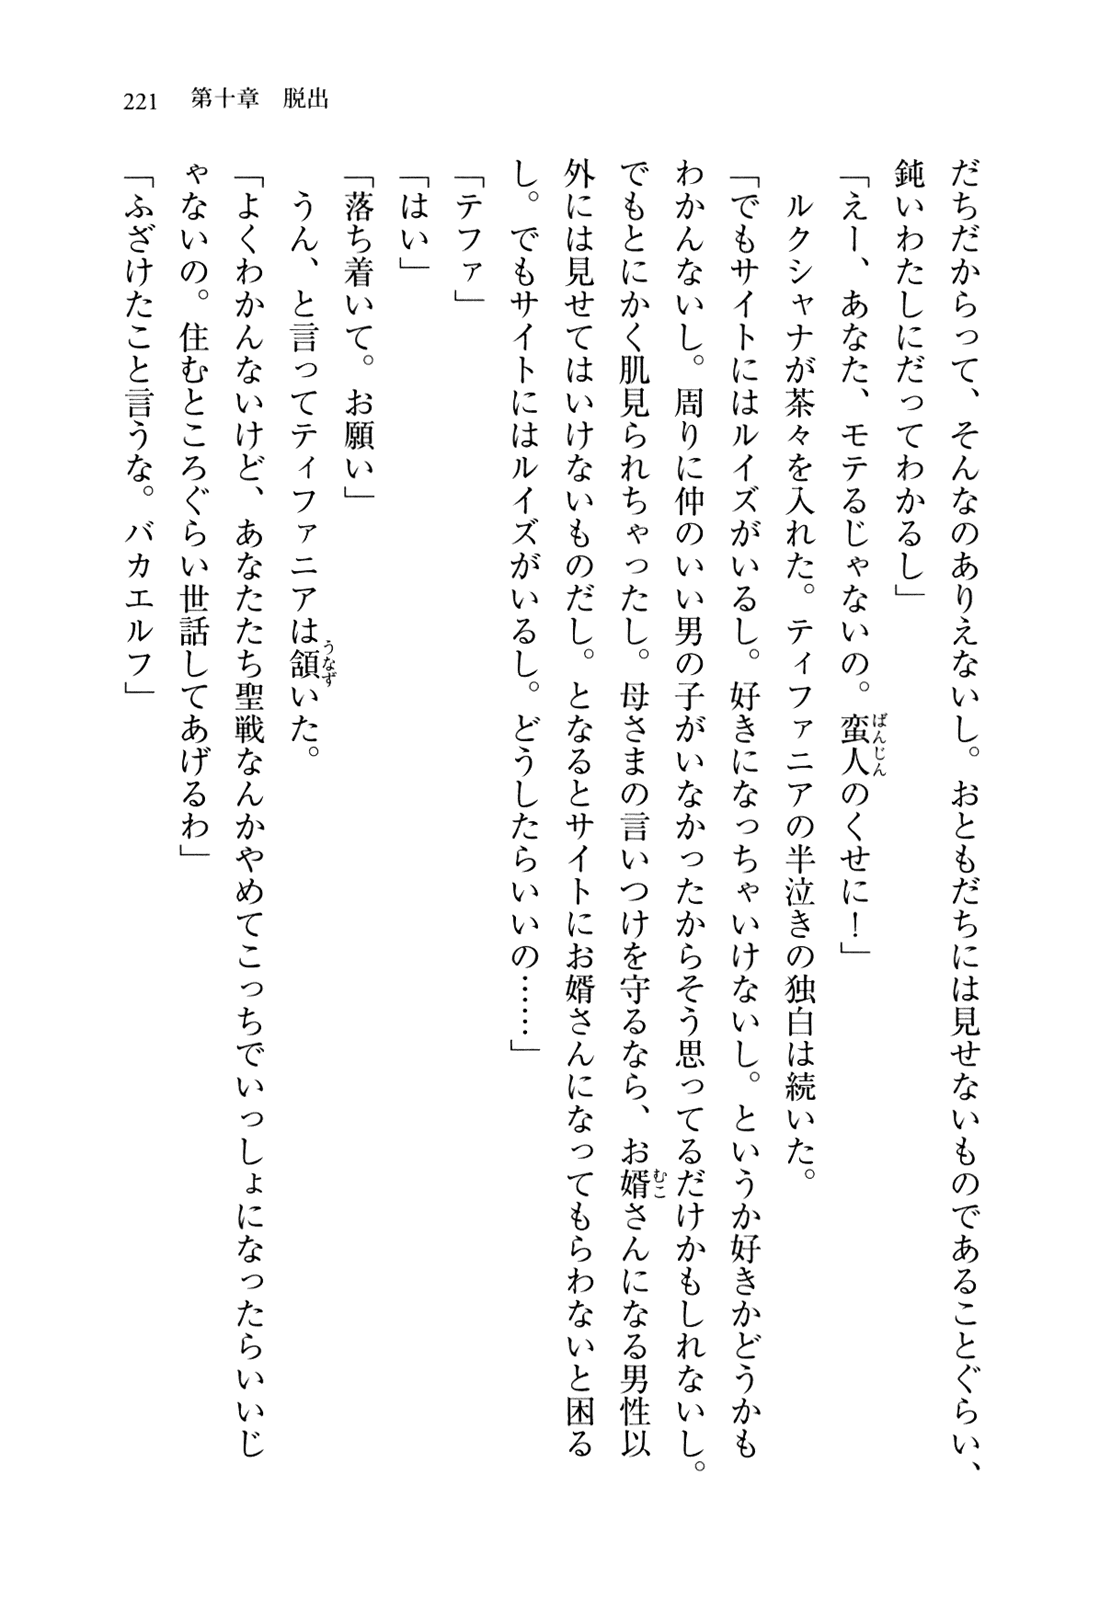 221　第十章　脱出
だちだからって、そんなのありえないし。おともだちには見せないものであることぐらい、
鈍いわたしにだってわかるし」
「えー、あなた、モテるじゃないの。蛮人のくせに！」
ばんじん
　ルクシャナが茶々を入れた。ティファニアの半泣きの独白は続いた。
「でもサイトにはルイズがいるし。好きになっちゃいけないし。というか好きかどうかも
わかんないし。周りに仲のいい男の子がいなかったからそう思ってるだけかもしれないし。
でもとにかく肌見られちゃったし。母さまの言いつけを守るなら、お婿さんになる男性以
むこ
外には見せてはいけないものだし。となるとサイトにお婿さんになってもらわないと困る
し。でもサイトにはルイズがいるし。どうしたらいいの……」
「テファ」
「はい」
「落ち着いて。お願い」
　うん、と言ってティファニアは頷いた。
うなず
「よくわかんないけど、あなたたち聖戦なんかやめてこっちでいっしょになったらいいじ
ゃないの。住むところぐらい世話してあげるわ」
「ふざけたこと言うな。バカエルフ」